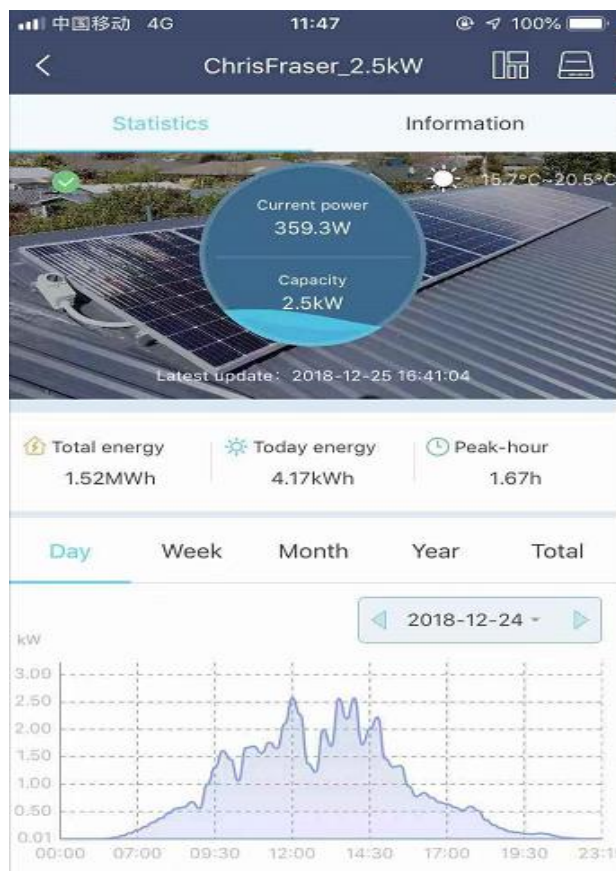 中国移动 4G 11:47 100%
ChrisFraser_2.5kW
Statistics Information
15.7°C~20.5°C
Current power
359.3W
Capacity
2.5kW
Latest update: 2018-12-25 16:41:04
Total energy Today energy Peak-hour
1.52MWh 4.17kWh 1.67h
Day Week Month Year Total
2018-12-24
kW
3.00
2.50
2.00
1.50
1.00
0.50
0.01
00:00 07:00 09:30 12:00 14:30 17:00 19:30